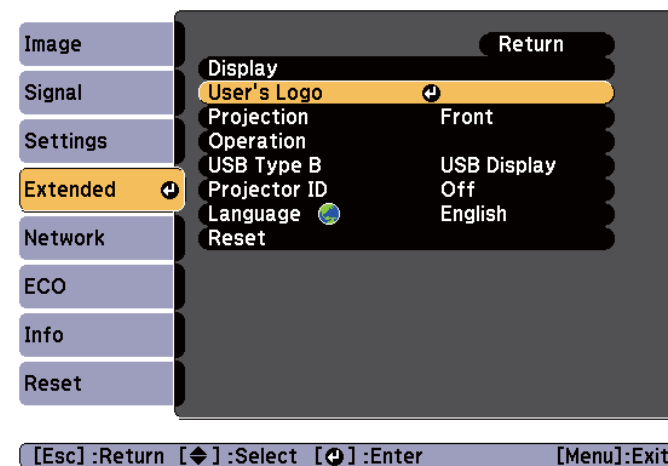 Image
Signal
Settings
Extended
Network
ECO
Info
Reset
Return
Display
User's Logo
Projection Front
Operation
USB Type B USB Display
Projector ID Off
Language English
Reset
[Esc] :Return [ ] :Select [ ] :Enter [Menu]:Exit